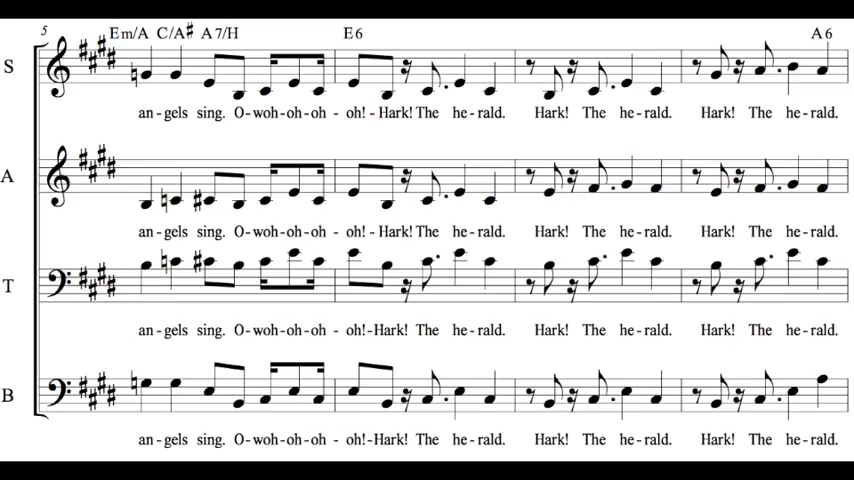 5 Em/A C/A# A7/H E6 A6
S
an-gels sing. O-woh-oh-oh - oh!-Hark! The he-rald. Hark! The he-rald. Hark! The he-rald.
A
an-gels sing. O-woh-oh-oh - oh!-Hark! The he-rald. Hark! The he-rald. Hark! The he-rald.
T
an-gels sing. O-woh-oh-oh - oh!-Hark! The he-rald. Hark! The he-rald. Hark! The he-rald.
B
an-gels sing. O-woh-oh-oh - oh!-Hark! The he-rald. Hark! The he-rald. Hark! The he-rald.